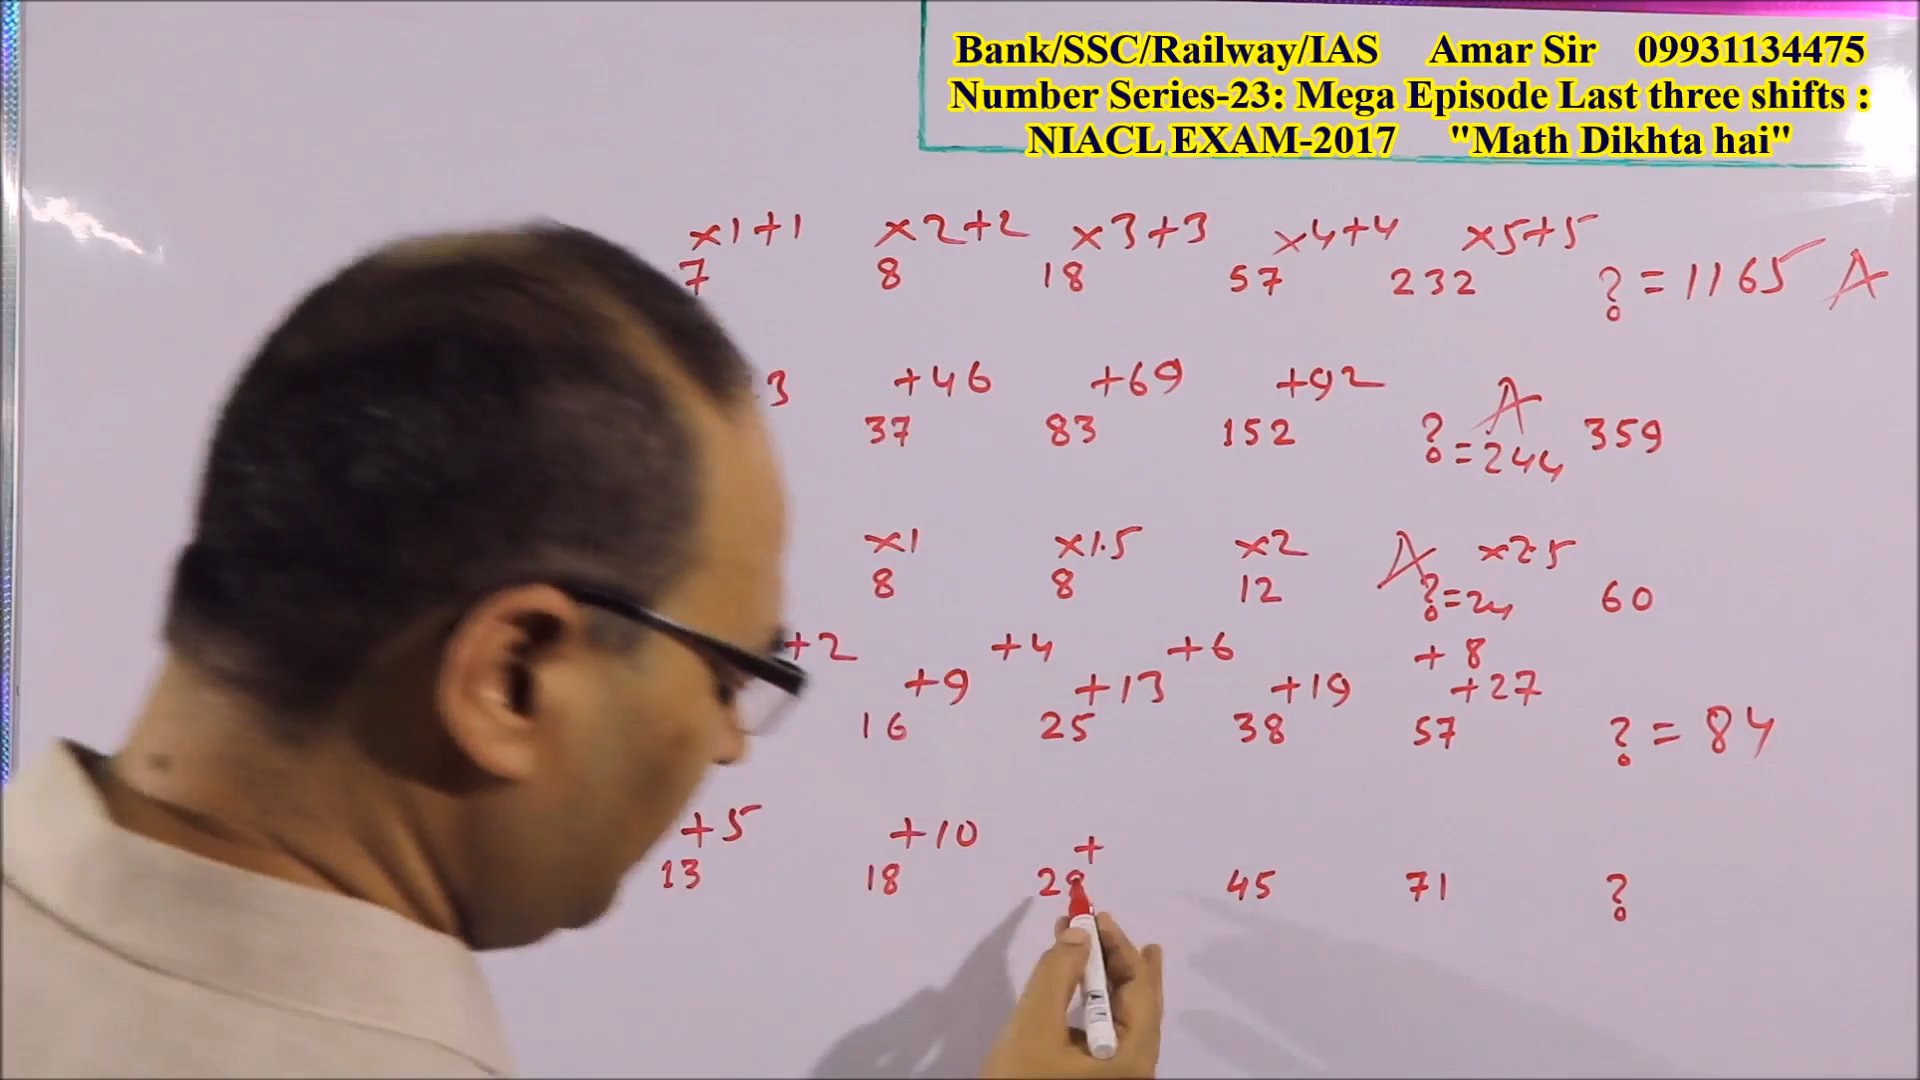 Bank/SSC/Railway/IAS Amar Sir 09931134475
Number Series-23: Mega Episode Last three shifts :
NIACL EXAM-2017 "Math Dikhta hai"
×1+1 ×2+2 ×3+3 ×4+4 ×5+5
7 8 18 57 232 ? = 1165 A
3 +46 +69 +92 A
37 83 152 ? = 244 359
×1 ×1.5 ×2 A ×2.5
8 8 12 ? = 24 60
+2 +4 +6 +8
+9 +13 +19 +27
16 25 38 57 ? = 84
+5 +10 +
13 18 28 45 71 ?